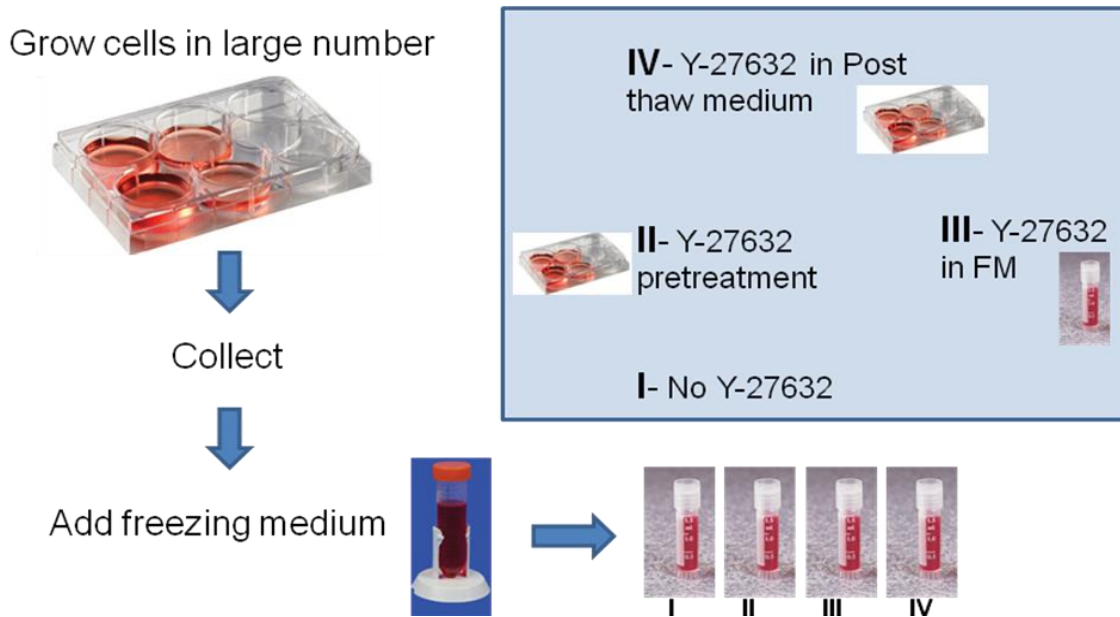 Grow cells in large number
Collect
Add freezing medium
IV- Y-27632 in Post
thaw medium
II- Y-27632
pretreatment
III- Y-27632
in FM
I- No Y-27632
I II III IV